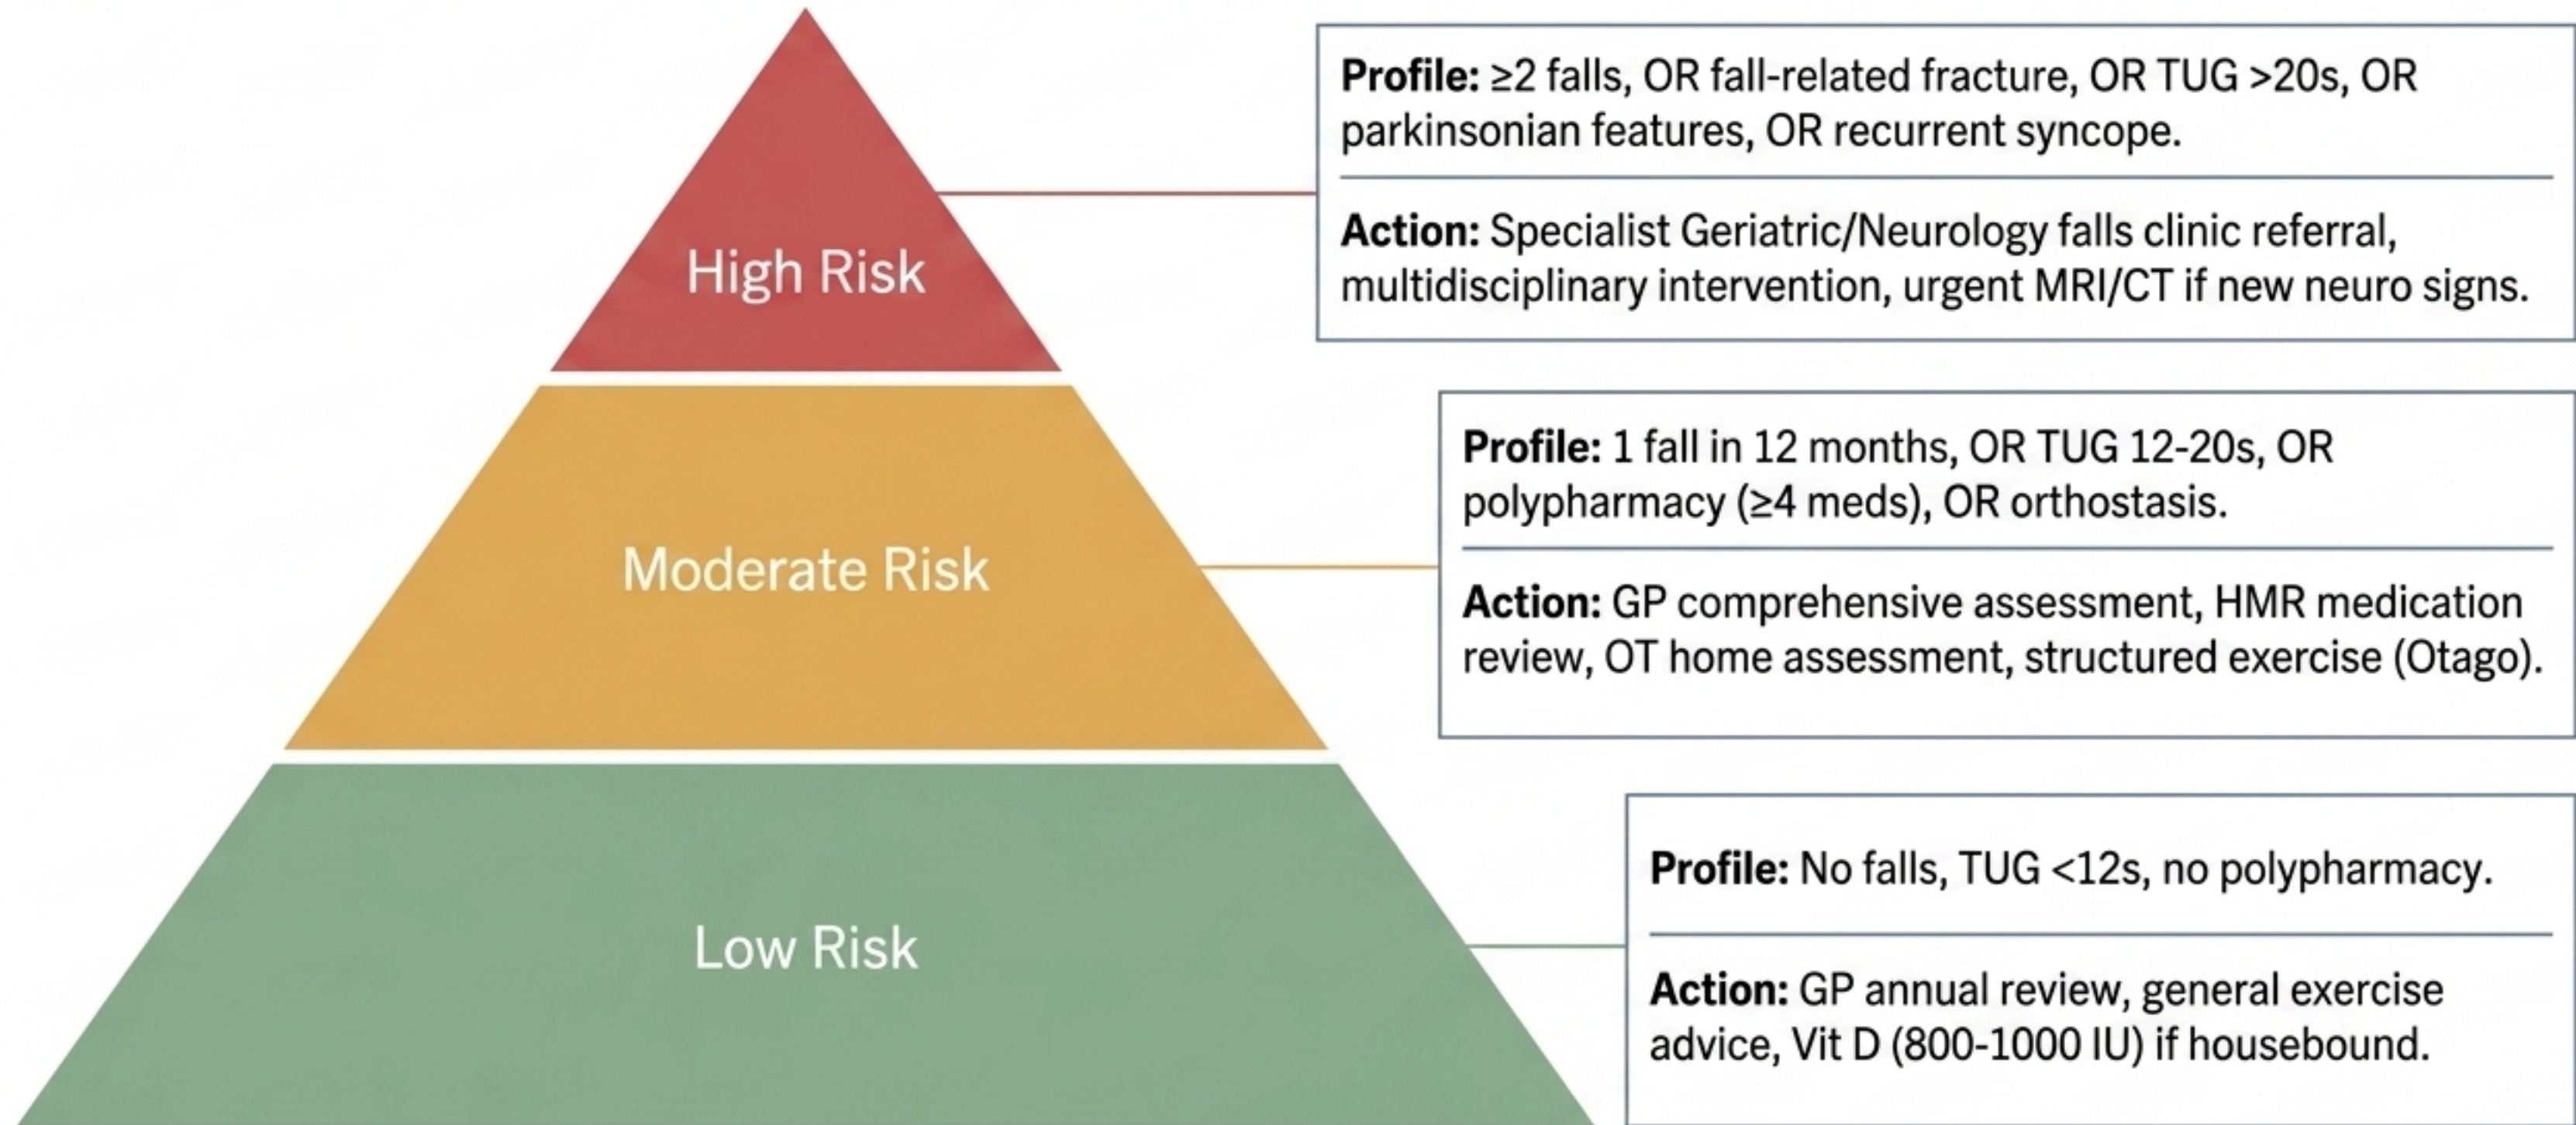 High Risk
Profile: ≥2 falls, OR fall-related fracture, OR TUG >20s, OR
parkinsonian features, OR recurrent syncope.
Action: Specialist Geriatric/Neurology falls clinic referral,
multidisciplinary intervention, urgent MRI/CT if new neuro signs.
Moderate Risk
Profile: 1 fall in 12 months, OR TUG 12-20s, OR
polypharmacy (≥4 meds), OR orthostasis.
Action: GP comprehensive assessment, HMR medication
review, OT home assessment, structured exercise (Otago).
Low Risk
Profile: No falls, TUG <12s, no polypharmacy.
Action: GP annual review, general exercise
advice, Vit D (800-1000 IU) if housebound.